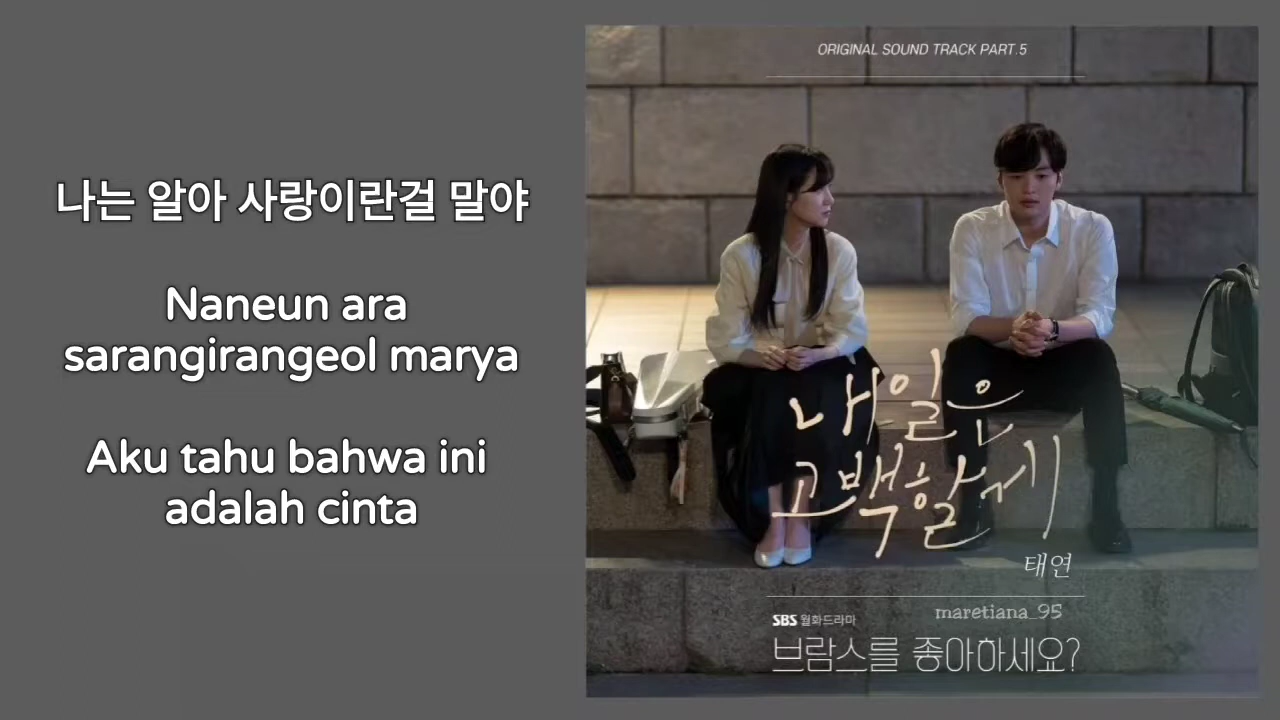 나는 알아 사랑이란걸 말야
Naneun ara
sarangirangeol marya
Aku tahu bahwa ini
adalah cinta
ORIGINAL SOUND TRACK PART.5
내일은
고백할게
태연
maretiana_95
SBS 월화드라마
브람스를 좋아하세요?